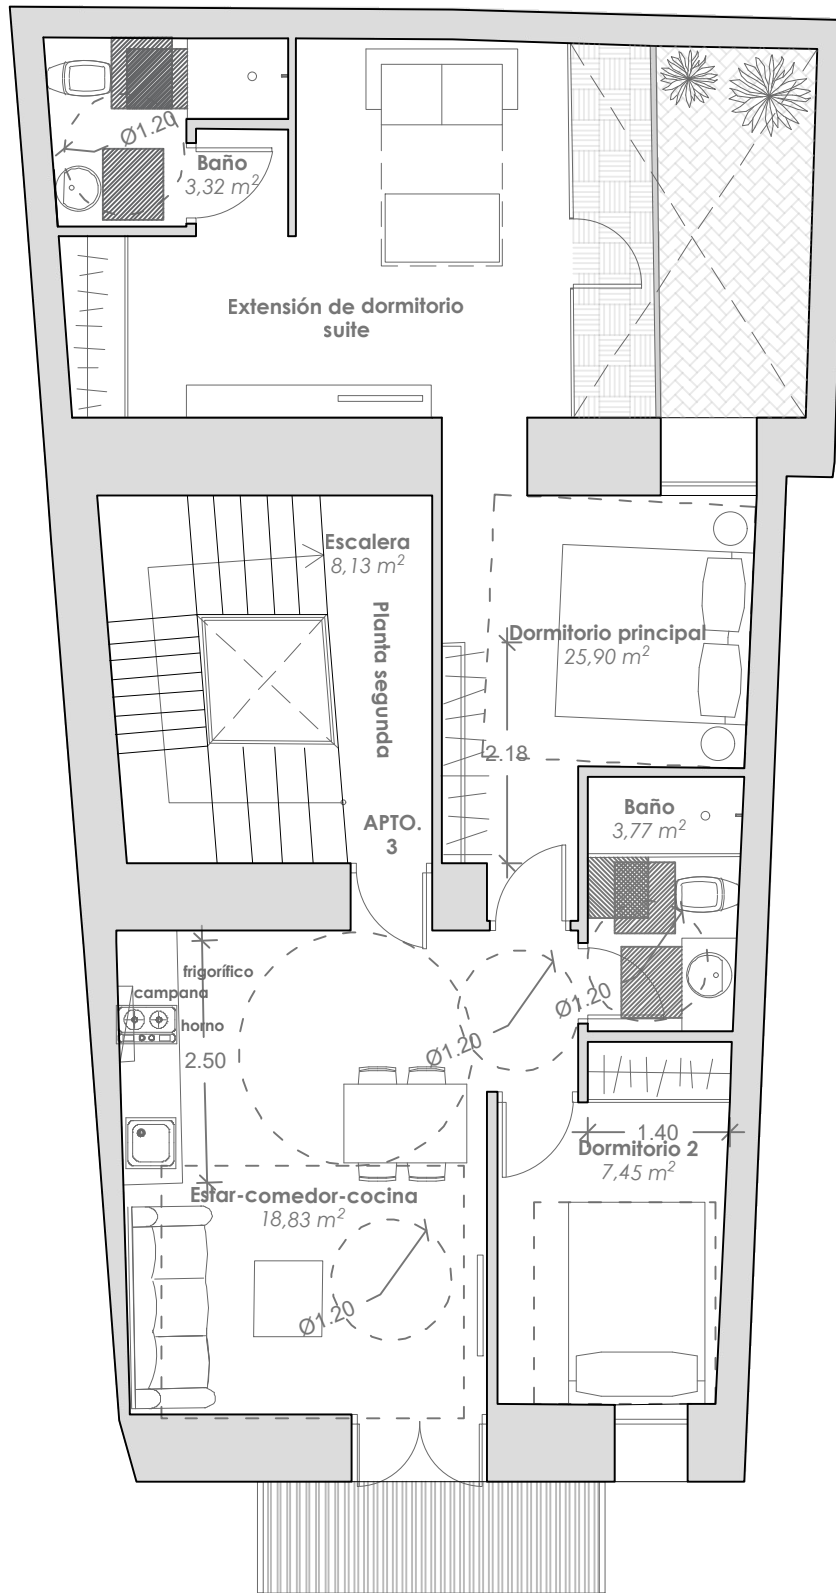 Ø1.20
Baño
3,32 m²
Extensión de dormitorio
suite
Escalera
8,13 m²
Planta segunda
Dormitorio principal
25,90 m²
2.18
APTO.
3
Baño
3,77 m²
frigorífico
campana
horno
2.50
Ø1.20
Ø1.20
1.40
Dormitorio 2
7,45 m²
Estar-comedor-cocina
18,83 m²
Ø1.20